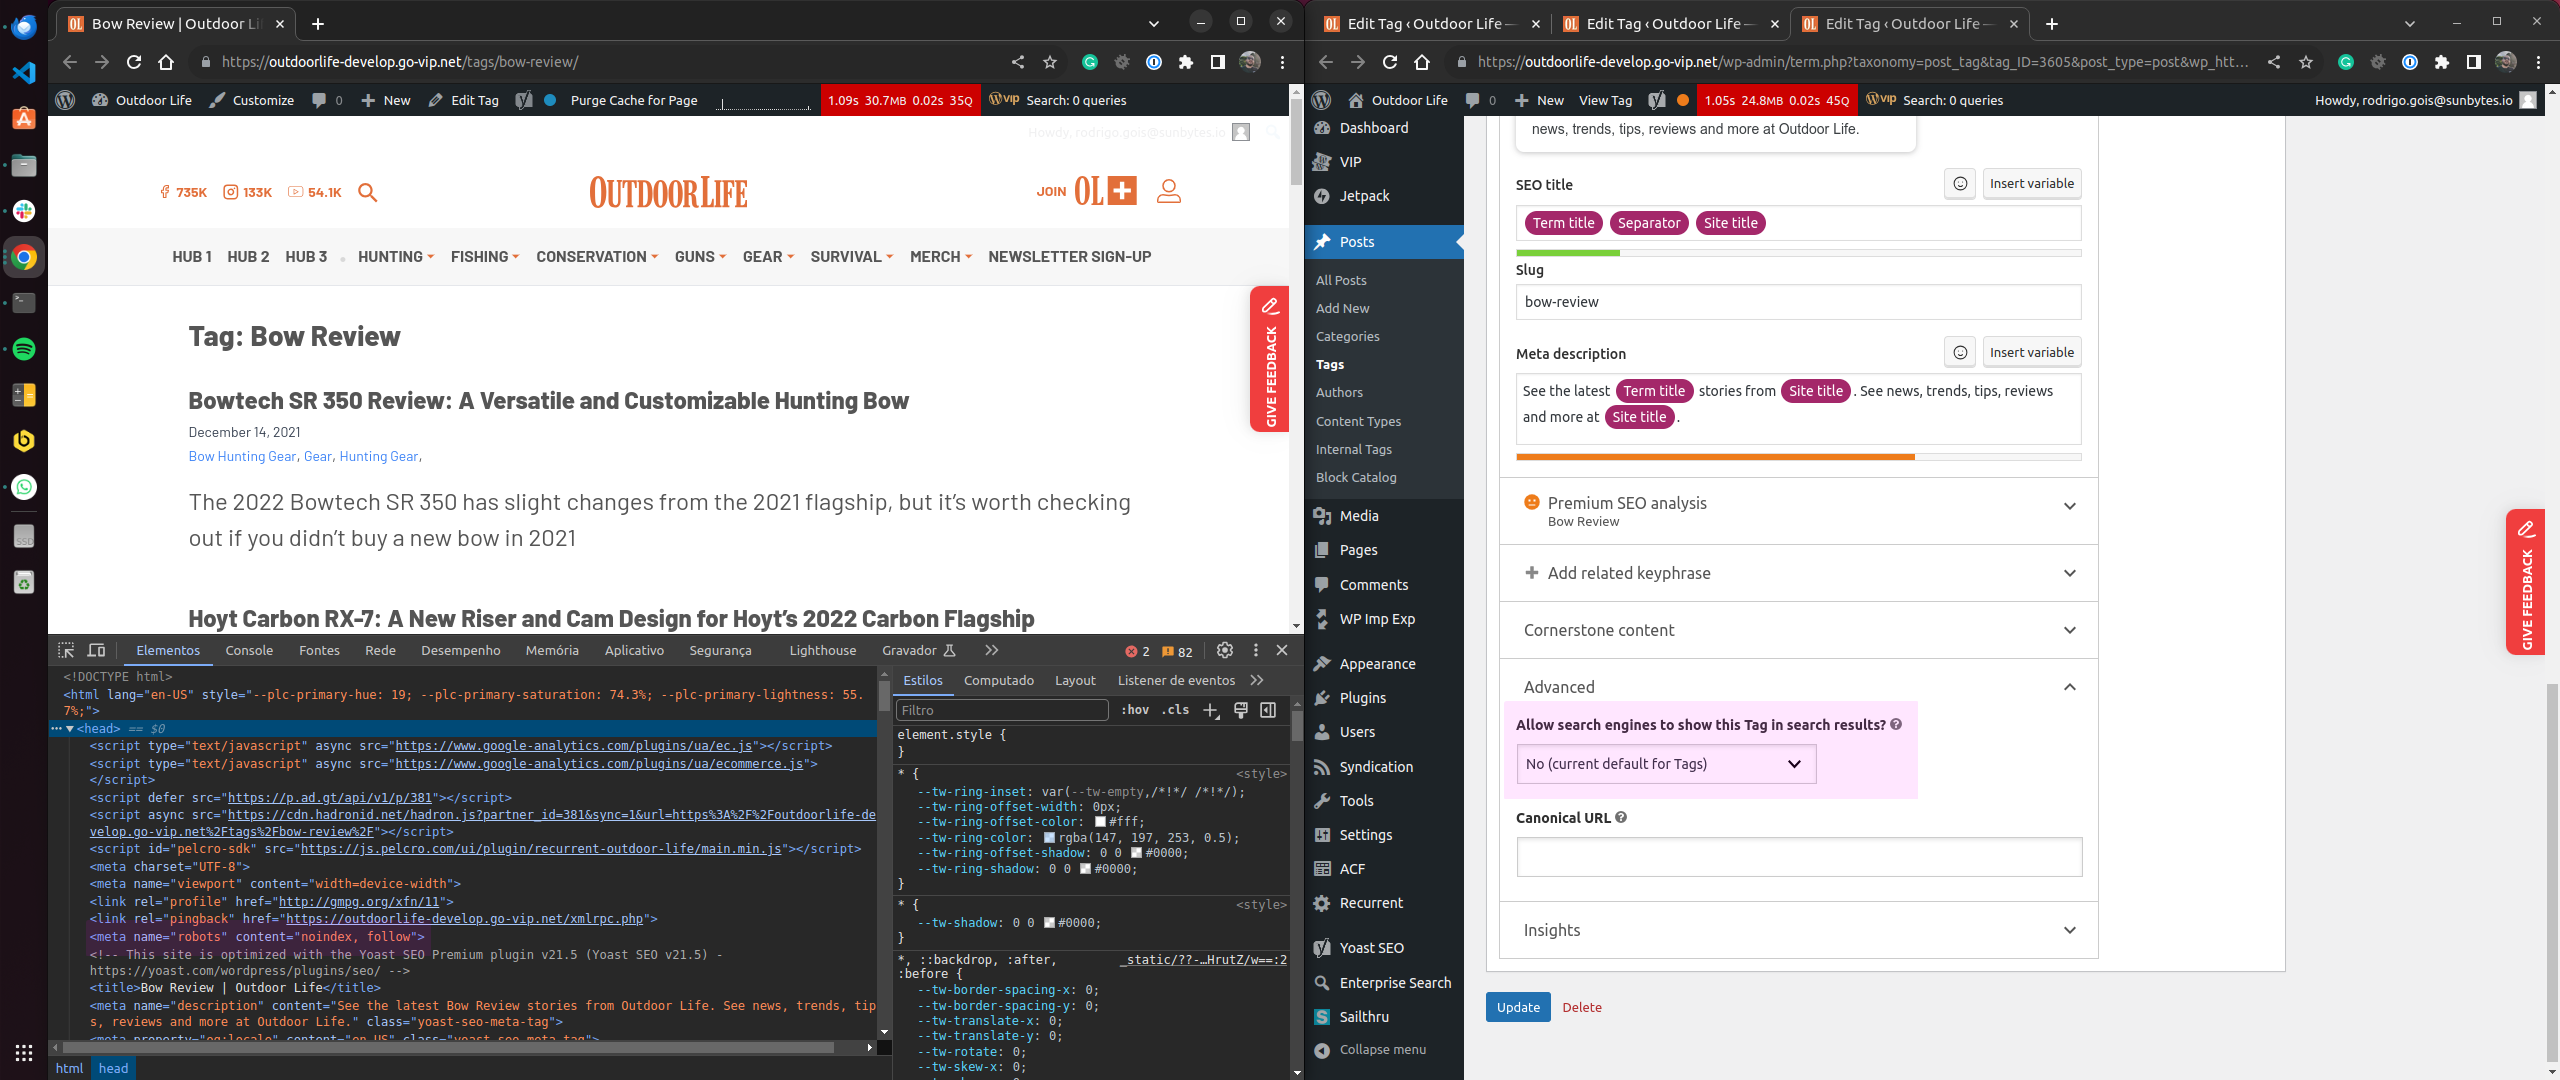 Bow Review | Outdoor Li
https://outdoorlife-develop.go-vip.net/tags/bow-review/
Outdoor Life
Customize
0
New
Edit Tag
Purge Cache for Page
1.09s 30.7MB 0.02s 35Q
VIP Search: 0 queries
Howdy, rodrigo.gois@sunbytes.io
735K
133K
54.1K
OUTDOOR LIFE
JOIN OL+
HUB 1 HUB 2 HUB 3 HUNTING FISHING CONSERVATION GUNS GEAR SURVIVAL MERCH NEWSLETTER SIGN-UP
GIVE FEEDBACK
Tag: Bow Review
Bowtech SR 350 Review: A Versatile and Customizable Hunting Bow
December 14, 2021
Bow Hunting Gear, Gear, Hunting Gear,
The 2022 Bowtech SR 350 has slight changes from the 2021 flagship, but it’s worth checking
out if you didn’t buy a new bow in 2021
Hoyt Carbon RX-7: A New Riser and Cam Design for Hoyt’s 2022 Carbon Flagship
Elementos Console Fontes Rede Desempenho Memória Aplicativo Segurança Lighthouse Gravador 2 82
<!DOCTYPE html>
<html lang="en-US" style="--plc-primary-hue: 19; --plc-primary-saturation: 74.3%; --plc-primary-lightness: 55.
7%;">
<head> == $0
<script type="text/javascript" async src="https://www.google-analytics.com/plugins/ua/ec.js"></script>
<script type="text/javascript" async src="https://www.google-analytics.com/plugins/ua/ecommerce.js">
</script>
<script defer src="https://p.ad.gt/api/v1/p/381"></script>
<script async src="https://cdn.hadronid.net/hadron.js?partner_id=381&sync=1&url=https%3A%2F%2Foutdoorlife-de
velop.go-vip.net%2Ftags%2Fbow-review%2F"></script>
<script id="pelcro-sdk" src="https://js.pelcro.com/ui/plugin/recurrent-outdoor-life/main.min.js"></script>
<meta charset="UTF-8">
<meta name="viewport" content="width=device-width">
<link rel="profile" href="http://gmpg.org/xfn/11">
<link rel="pingback" href="https://outdoorlife-develop.go-vip.net/xmlrpc.php">
<meta name="robots" content="noindex, follow">
<!-- This site is optimized with the Yoast SEO Premium plugin v21.5 (Yoast SEO v21.5) -
https://yoast.com/wordpress/plugins/seo/ -->
<title>Bow Review | Outdoor Life</title>
<meta name="description" content="See the latest Bow Review stories from Outdoor Life. See news, trends, tip
s, reviews and more at Outdoor Life." class="yoast-seo-meta-tag">
<meta property="og:locale" content="en_US" class="yoast-seo-meta-tag">
html head
Estilos Computado Layout Listener de eventos
Filtro :hov .cls
element.style {
}
* { <style>
--tw-ring-inset: var(--tw-empty,/*!*/ /*!*/);
--tw-ring-offset-width: 0px;
--tw-ring-offset-color: #fff;
--tw-ring-color: rgba(147, 197, 253, 0.5);
--tw-ring-offset-shadow: 0 0 #0000;
--tw-ring-shadow: 0 0 #0000;
}
* { <style>
--tw-shadow: 0 0 #0000;
}
*, ::backdrop, :after, _static/??-…HrutZ/w==:2
:before {
--tw-border-spacing-x: 0;
--tw-border-spacing-y: 0;
--tw-translate-x: 0;
--tw-translate-y: 0;
--tw-rotate: 0;
--tw-skew-x: 0;
Edit Tag ‹ Outdoor Life —
Edit Tag ‹ Outdoor Life —
Edit Tag ‹ Outdoor Life —
https://outdoorlife-develop.go-vip.net/wp-admin/term.php?taxonomy=post_tag&tag_ID=3605&post_type=post&wp_htt…
Outdoor Life
0
New
View Tag
1.05s 24.8MB 0.02s 45Q
VIP Search: 0 queries
Howdy, rodrigo.gois@sunbytes.io
Dashboard
VIP
Jetpack
Posts
All Posts
Add New
Categories
Tags
Authors
Content Types
Internal Tags
Block Catalog
Media
Pages
Comments
WP Imp Exp
Appearance
Plugins
Users
Syndication
Tools
Settings
ACF
Recurrent
Yoast SEO
Enterprise Search
Sailthru
Collapse menu
news, trends, tips, reviews and more at Outdoor Life.
SEO title
Insert variable
Term title Separator Site title
Slug
bow-review
Meta description
Insert variable
See the latest Term title stories from Site title . See news, trends, tips, reviews
and more at Site title .
Premium SEO analysis
Bow Review
Add related keyphrase
Cornerstone content
Advanced
Allow search engines to show this Tag in search results?
No (current default for Tags)
Canonical URL
Insights
Update Delete
GIVE FEEDBACK